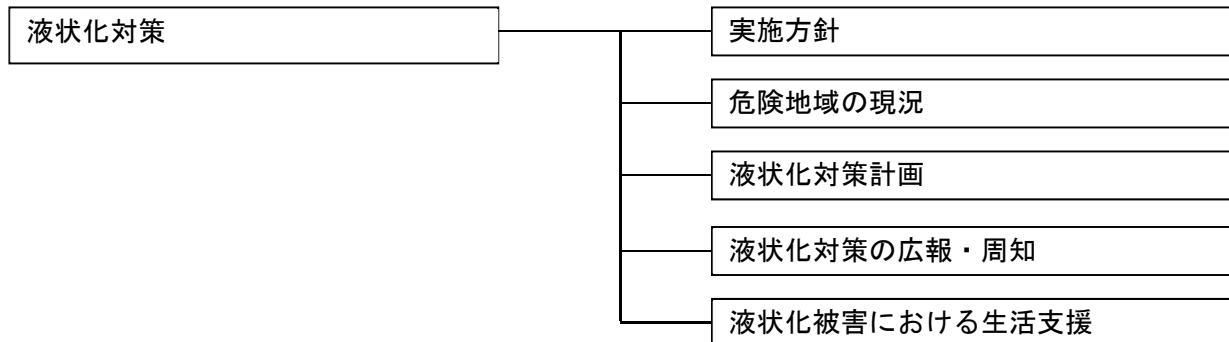 液状化対策
実施方針
危険地域の現況
液状化対策計画
液状化対策の広報・周知
液状化被害における生活支援